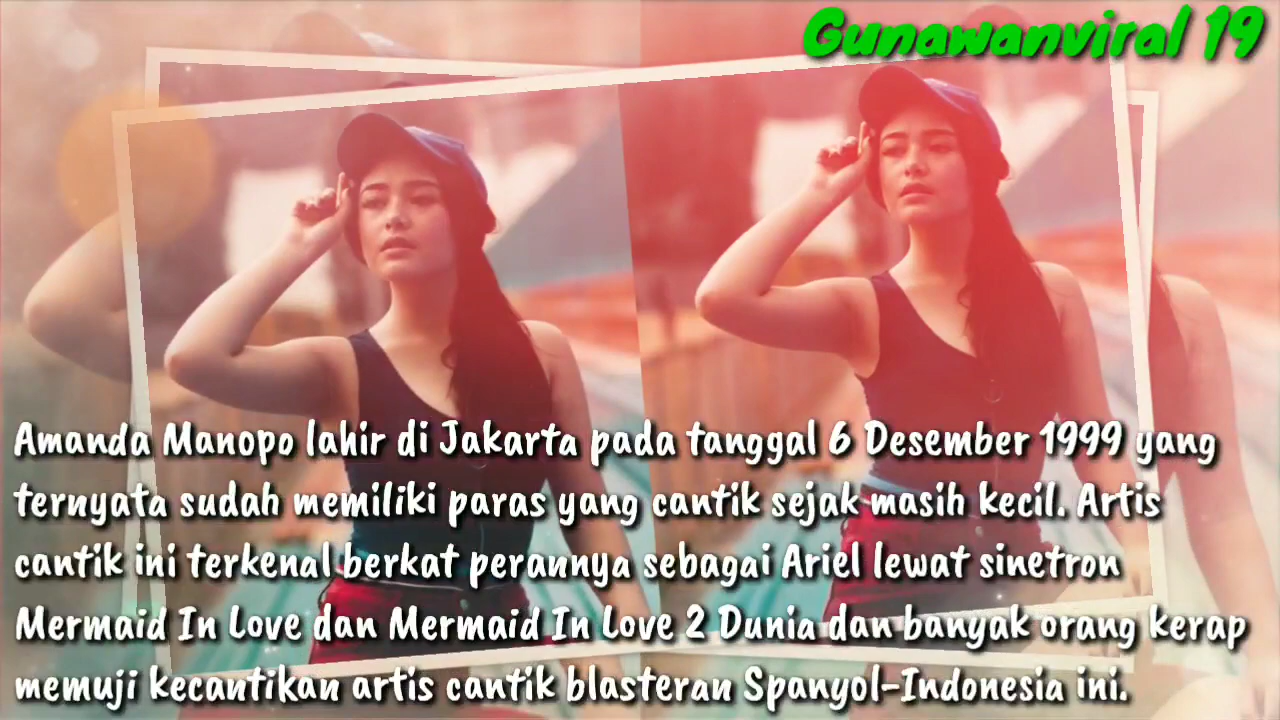 Gunawanviral 19
Amanda Manopo lahir di Jakarta pada tanggal 6 Desember 1999 yang
ternyata sudah memiliki paras yang cantik sejak masih kecil. Artis
cantik ini terkenal berkat perannya sebagai Ariel lewat sinetron
Mermaid In Love dan Mermaid In Love 2 Dunia dan banyak orang kerap
memuji kecantikan artis cantik blasteran Spanyol-Indonesia ini.